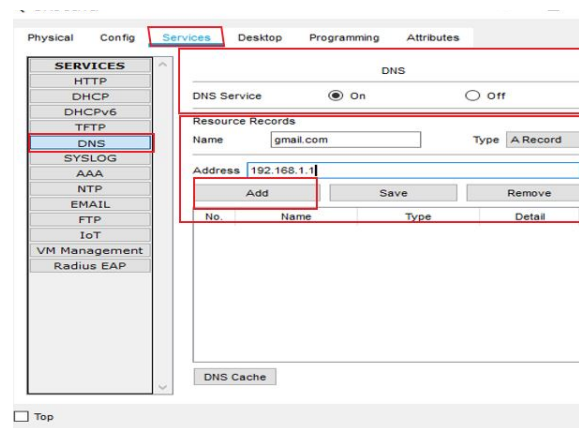 Physical Config Services Desktop Programming Attributes
SERVICES
HTTP
DHCP
DHCPv6
TFTP
DNS
SYSLOG
AAA
NTP
EMAIL
FTP
IoT
VM Management
Radius EAP
DNS
DNS Service On Off
Resource Records
Name gmail.com Type A Record
Address 192.168.1.1
Add Save Remove
No. Name Type Detail
DNS Cache
Top